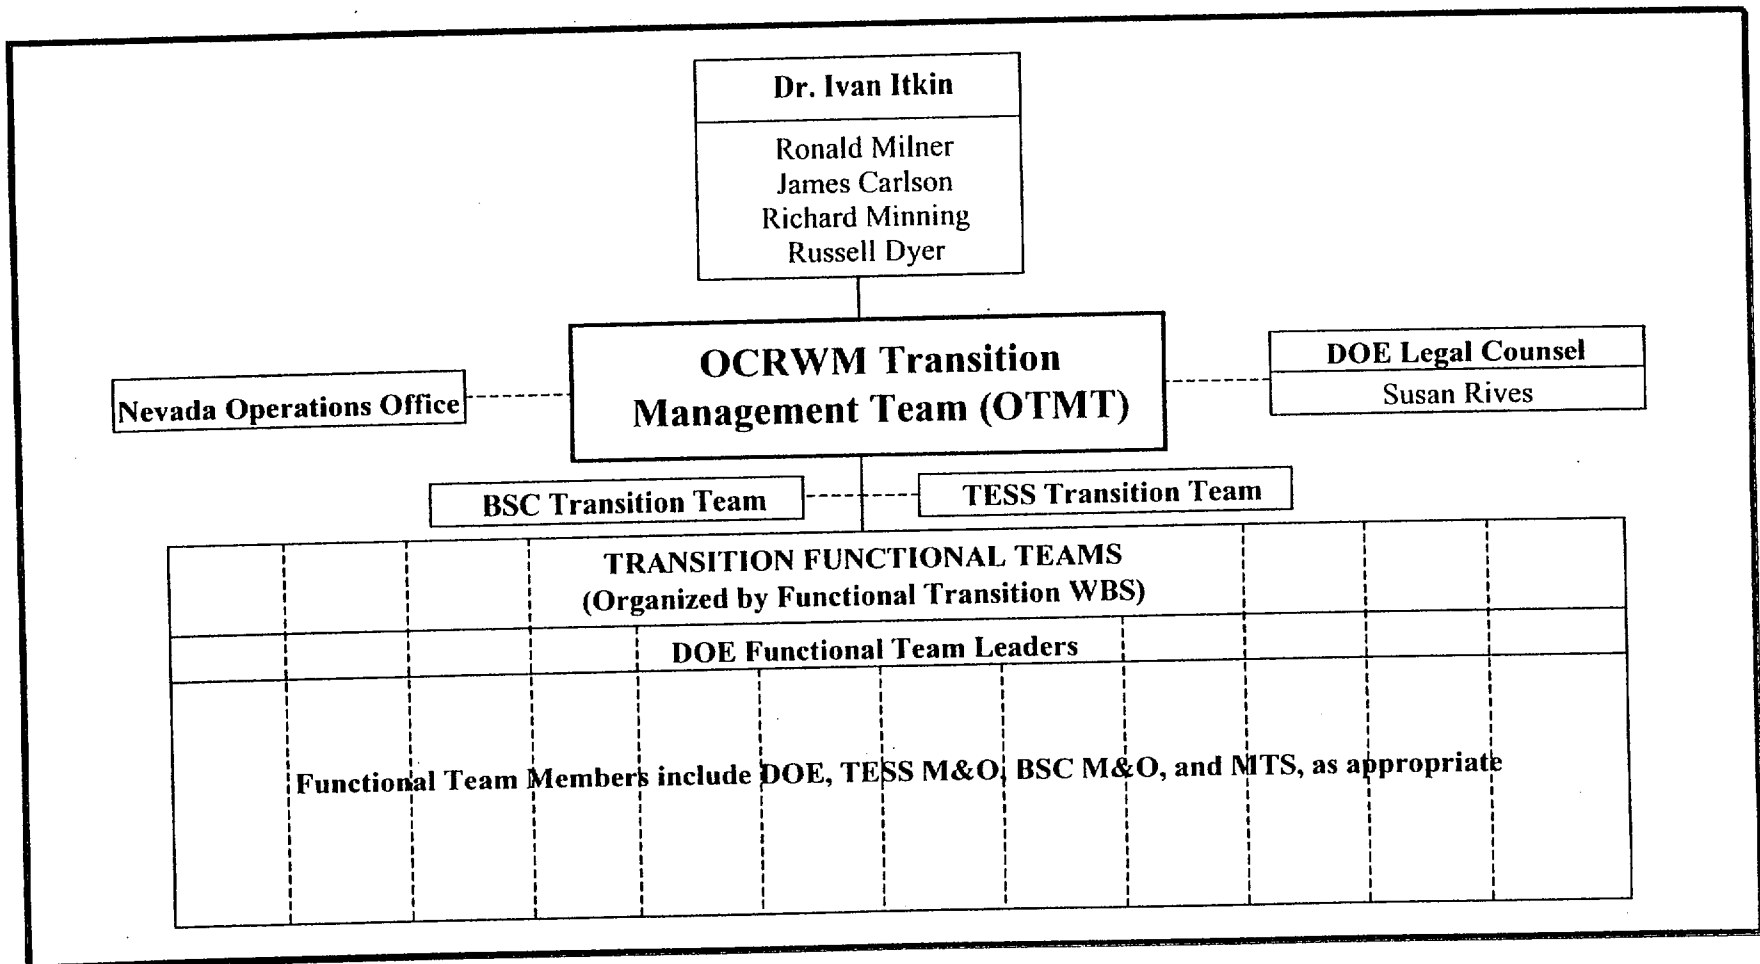 Dr. Ivan Itkin
Ronald Milner
James Carlson
Richard Minning
Russell Dyer
OCRWM Transition
Management Team (OTMT)
Nevada Operations Office
DOE Legal Counsel
Susan Rives
BSC Transition Team
TESS Transition Team
TRANSITION FUNCTIONAL TEAMS
(Organized by Functional Transition WBS)
DOE Functional Team Leaders
Functional Team Members include DOE, TESS M&O, BSC M&O, and MTS, as appropriate